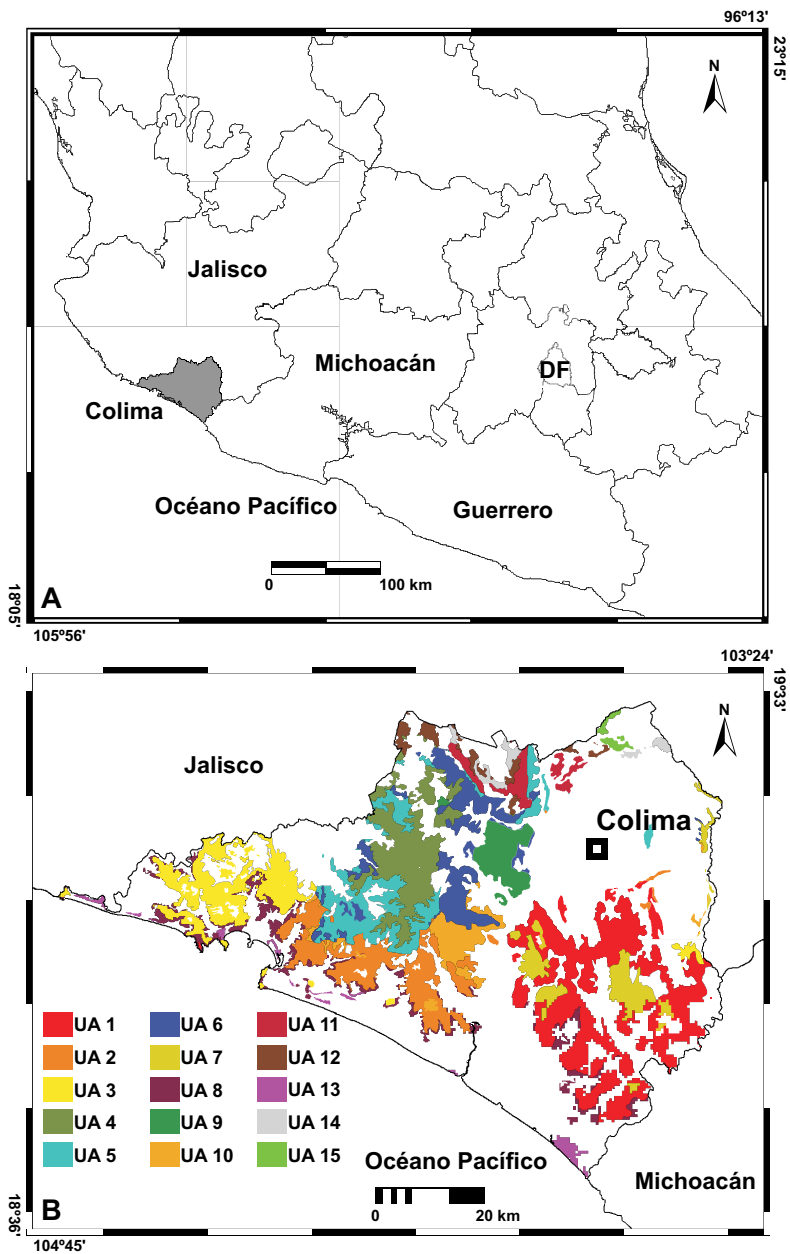 96º13'
23º15'
N
Jalisco
Michoacán
DF
Colima
Océano Pacífico
Guerrero
0 100 km
A
18º05'
105º56'
103º24'
19º33'
N
Jalisco
Colima
UA 1 UA 6 UA 11
UA 2 UA 7 UA 12
UA 3 UA 8 UA 13
UA 4 UA 9 UA 14
UA 5 UA 10 UA 15
Océano Pacífico
Michoacán
0 20 km
B
18º36'
104º45'